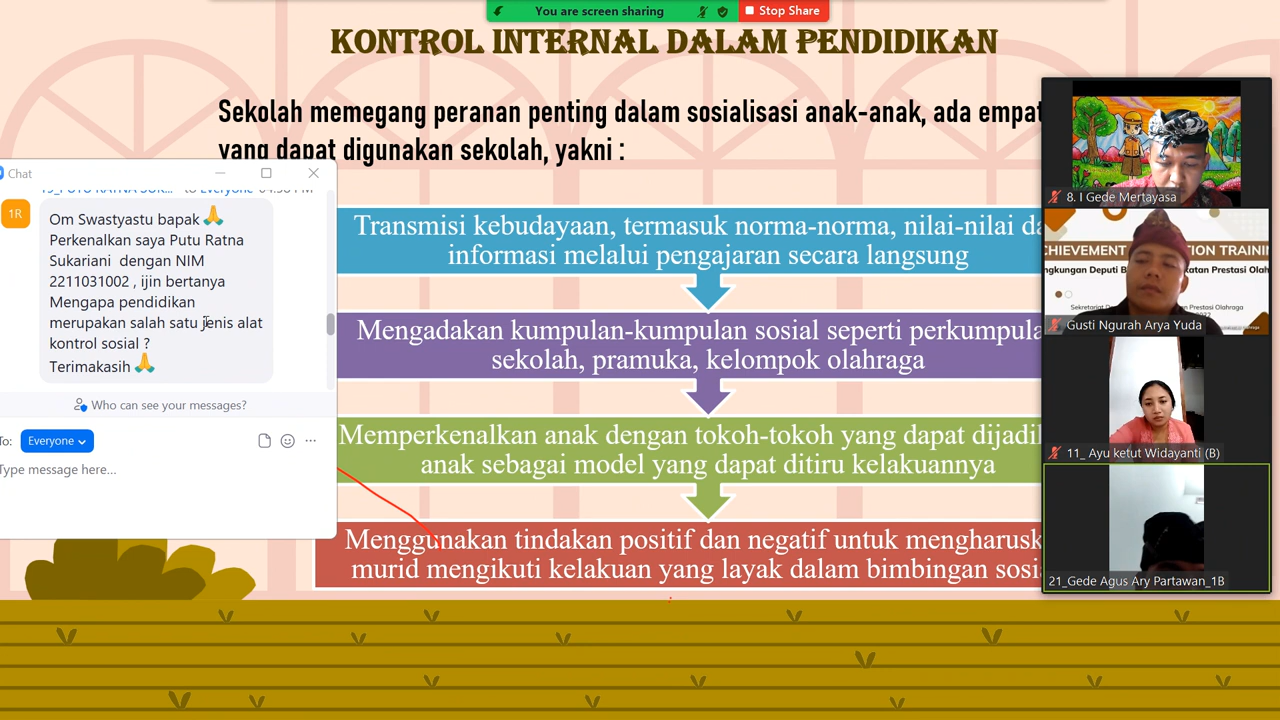 You are screen sharing
Stop Share
KONTROL INTERNAL DALAM PENDIDIKAN
Sekolah memegang peranan penting dalam sosialisasi anak-anak, ada empat
yang dapat digunakan sekolah, yakni :
Transmisi kebudayaan, termasuk norma-norma, nilai-nilai
informasi melalui pengajaran secara langsung
Mengadakan kumpulan-kumpulan sosial seperti
sekolah, pramuka, kelompok olahraga
Memperkenalkan anak dengan tokoh-tokoh yang dapat
anak sebagai model yang dapat ditiru kelakuannya
Menggunakan tindakan positif dan negatif untuk
murid mengikuti kelakuan yang layak dalam bimbingan
Chat
to Everyone
1R
Om Swastyastu bapak
Perkenalkan saya Putu Ratna
Sukariani dengan NIM
2211031002 , ijin bertanya
Mengapa pendidikan
merupakan salah satu jenis alat
kontrol sosial ?
Terimakasih
Who can see your messages?
To:
Everyone
Type message here...
8. I Gede Mertayasa
Gusti Ngurah Arya Yuda
11_ Ayu ketut Widayanti (B)
21_Gede Agus Ary Partawan_1B